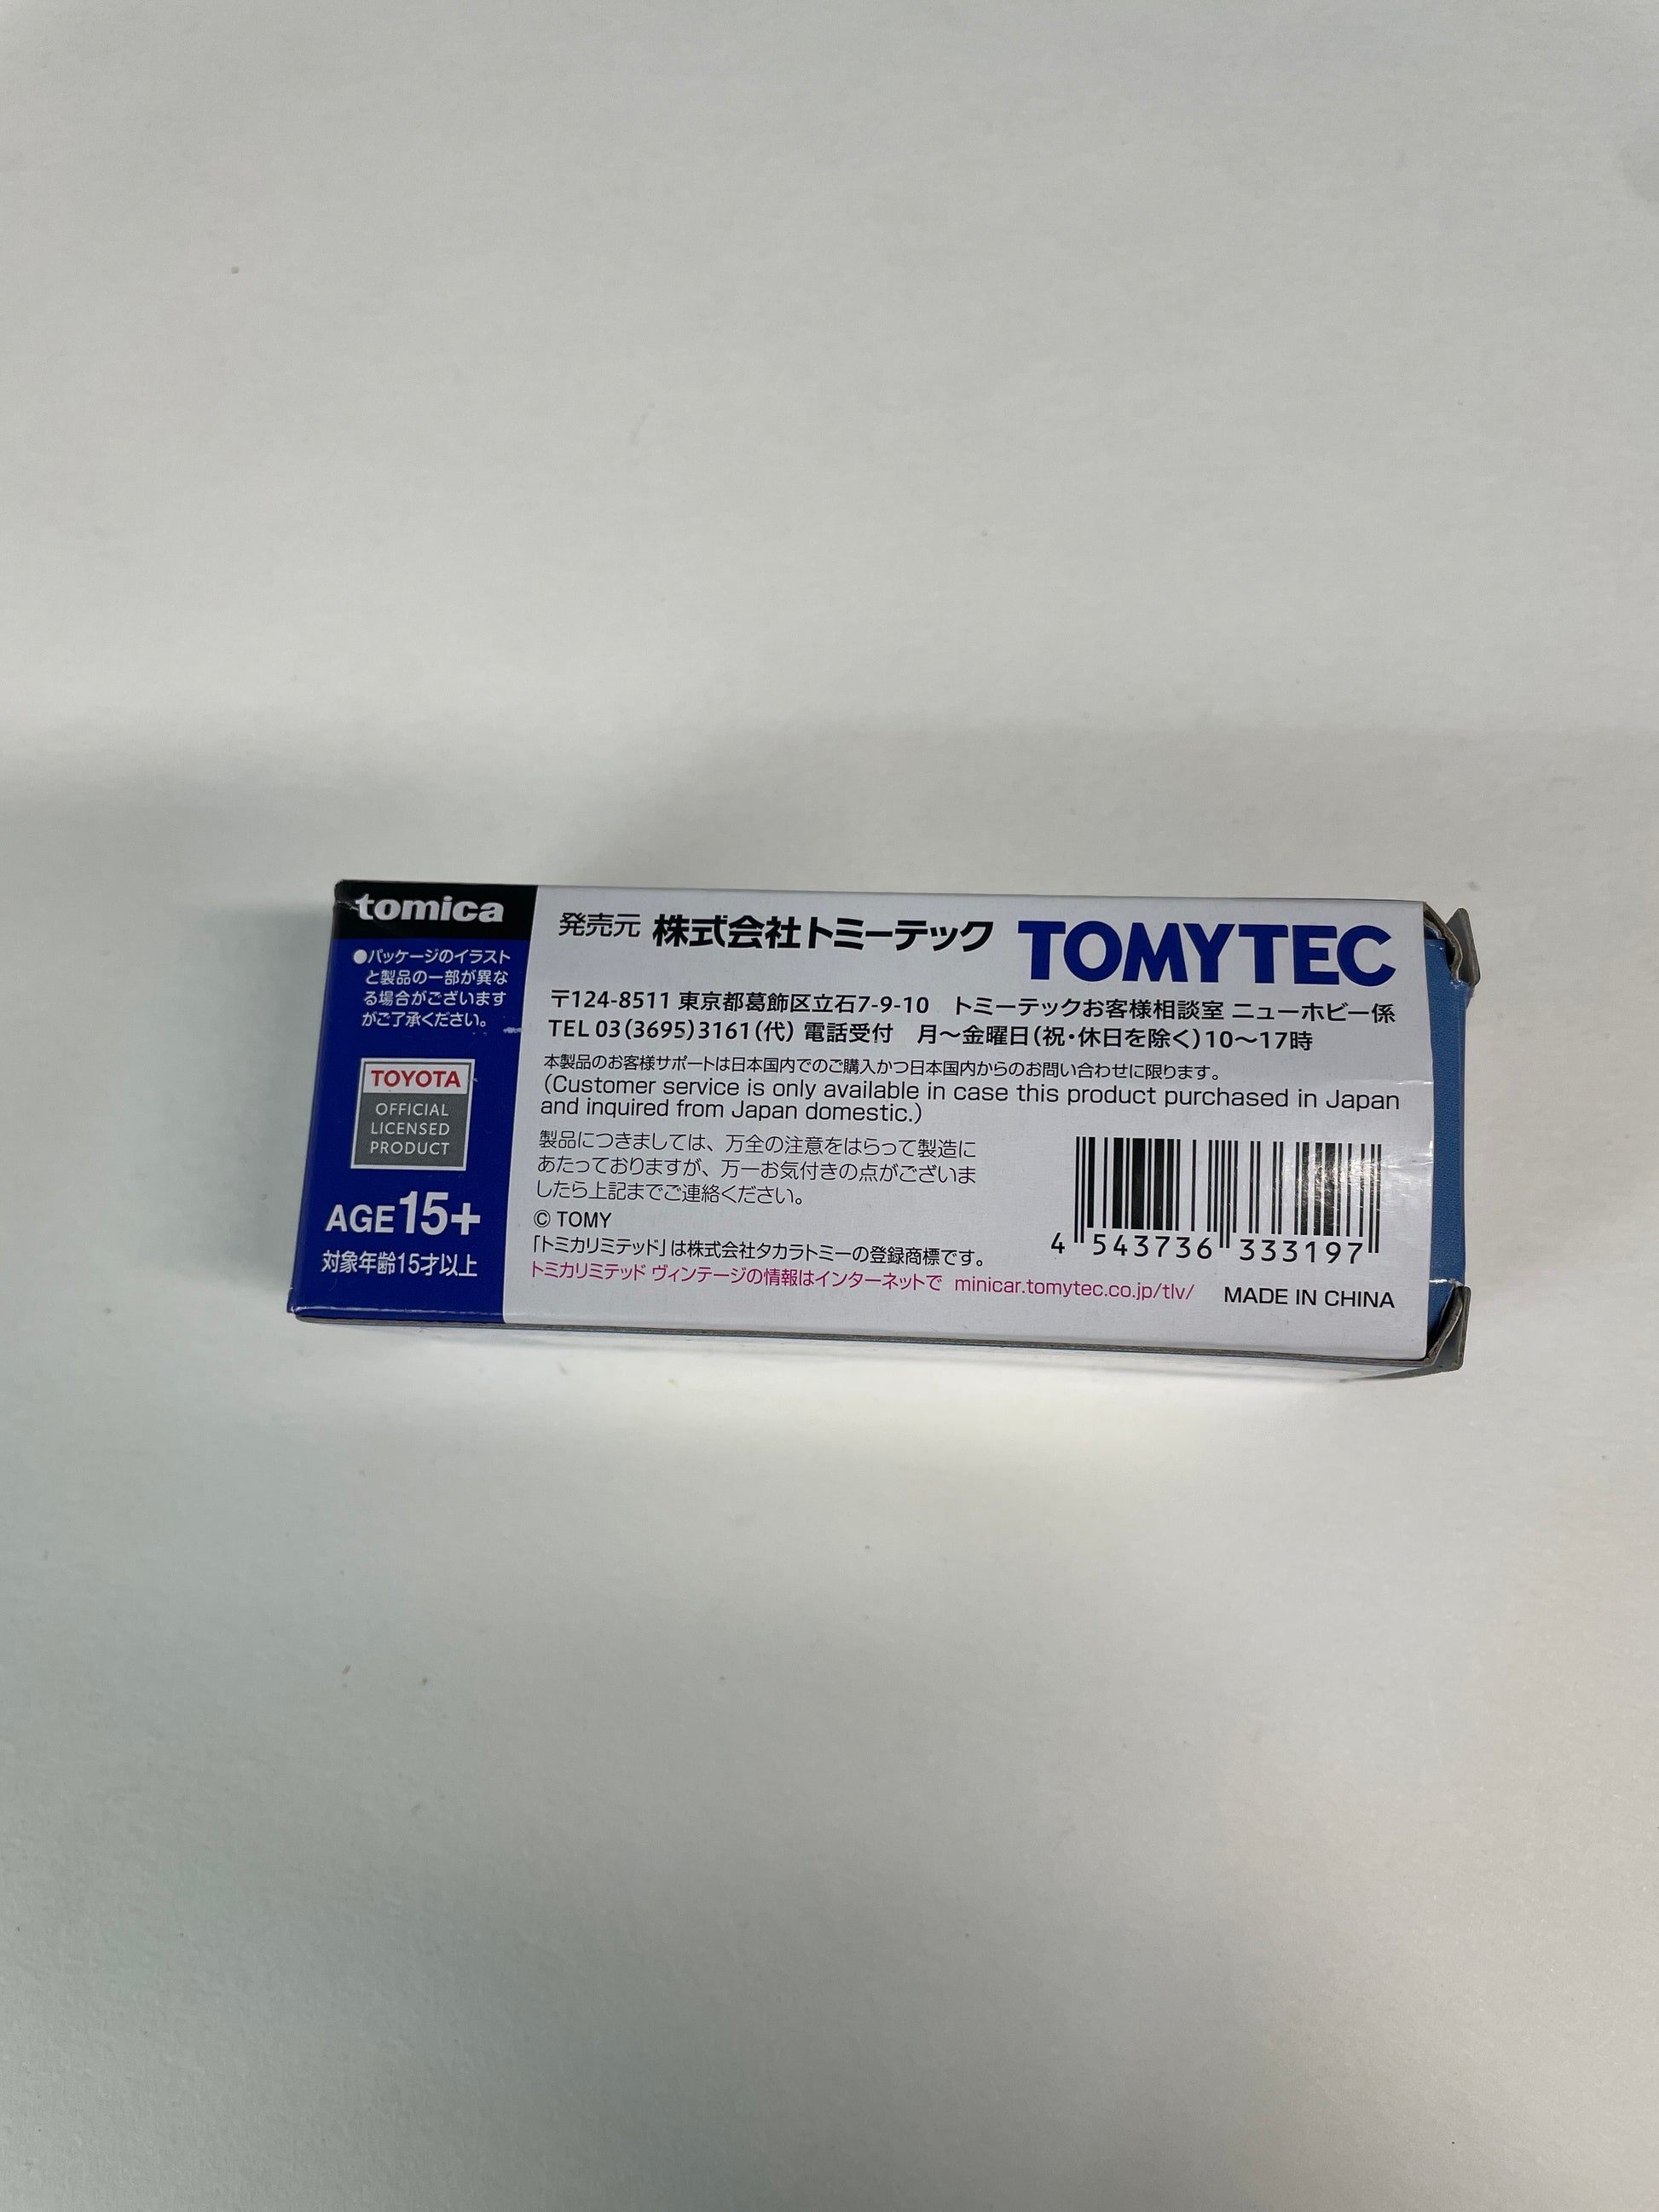 tomica
●パッケージのイラスト
と製品の一部が異な
る場合がございます
がご了承ください。
TOYOTA
OFFICIAL
LICENSED
PRODUCT
AGE15+
対象年齢15才以上
発売元 株式会社トミーテック TOMYTEC
〒124-8511 東京都葛飾区立石7-9-10 トミーテックお客様相談室 ニューホビー係
TEL 03(3695)3161(代) 電話受付 月〜金曜日(祝・休日を除く)10〜17時
本製品のお客様サポートは日本国内でのご購入かつ日本国内からのお問い合わせに限ります。
(Customer service is only available in case this product purchased in Japan
and inquired from Japan domestic.)
製品につきましては、万全の注意をはらって製造に
あたっておりますが、万一お気付きの点がございま
したら上記までご連絡ください。
© TOMY
「トミカリミテッド」は株式会社タカラトミーの登録商標です。
トミカリミテッド ヴィンテージの情報はインターネットで minicar.tomytec.co.jp/tlv/
4 543736 333197
MADE IN CHINA